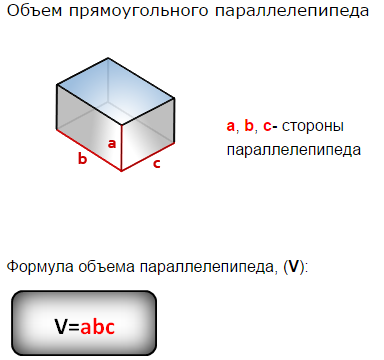 Объем прямоугольного параллелепипеда
a
b
c
a, b, c- стороны
параллелепипеда
Формула объема параллелепипеда, (V):
V=abc